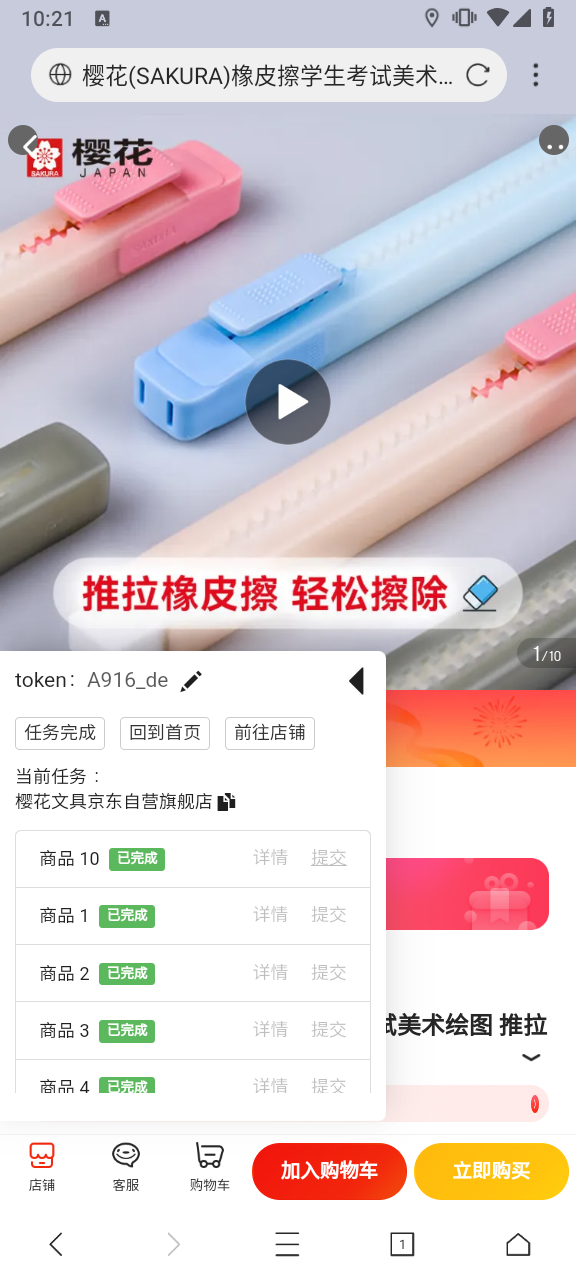 10:21
A
樱花(SAKURA)橡皮擦学生考试美术...
樱花
SAKURA
JAPAN
推拉橡皮擦 轻松擦除
1/10
token： A916_de
任务完成 回到首页 前往店铺
当前任务：
樱花文具京东自营旗舰店
商品 10 已完成 详情 提交
商品 1 已完成 详情 提交
商品 2 已完成 详情 提交
商品 3 已完成 详情 提交
试美术绘图 推拉
商品 4 已完成 详情 提交
店铺 客服 购物车 加入购物车 立即购买
1